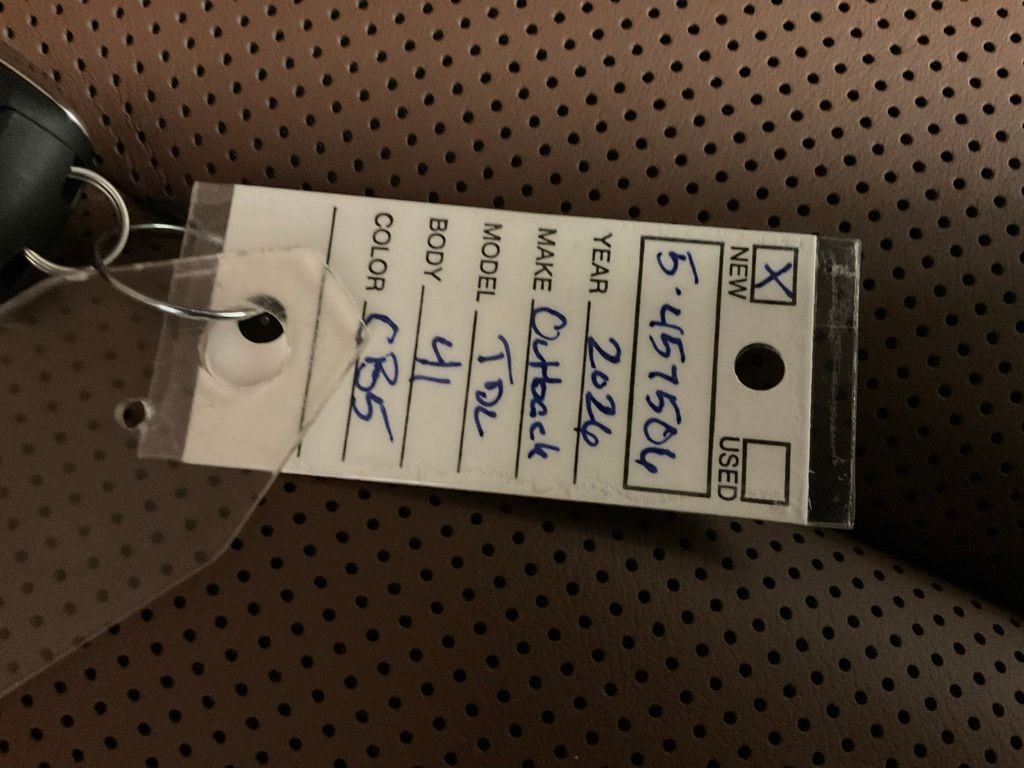 X
NEW USED
5-457506
YEAR 2026
MAKE Outback
MODEL TDL
BODY 41
COLOR CB5